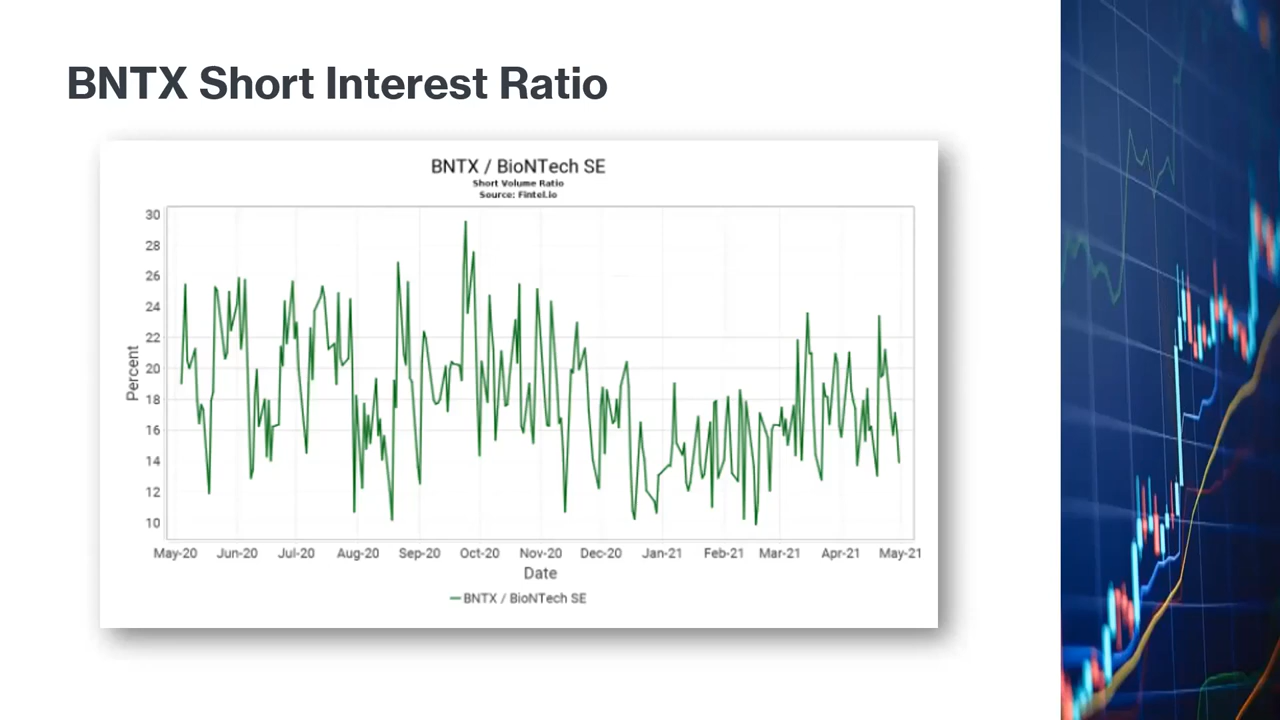 BNTX Short Interest Ratio
BNTX / BioNTech SE
Short Volume Ratio
Source: Fintel.io
30
28
26
24
22
20
18
16
14
12
10
Percent
May-20 Jun-20 Jul-20 Aug-20 Sep-20 Oct-20 Nov-20 Dec-20 Jan-21 Feb-21 Mar-21 Apr-21 May-21
Date
BNTX / BioNTech SE